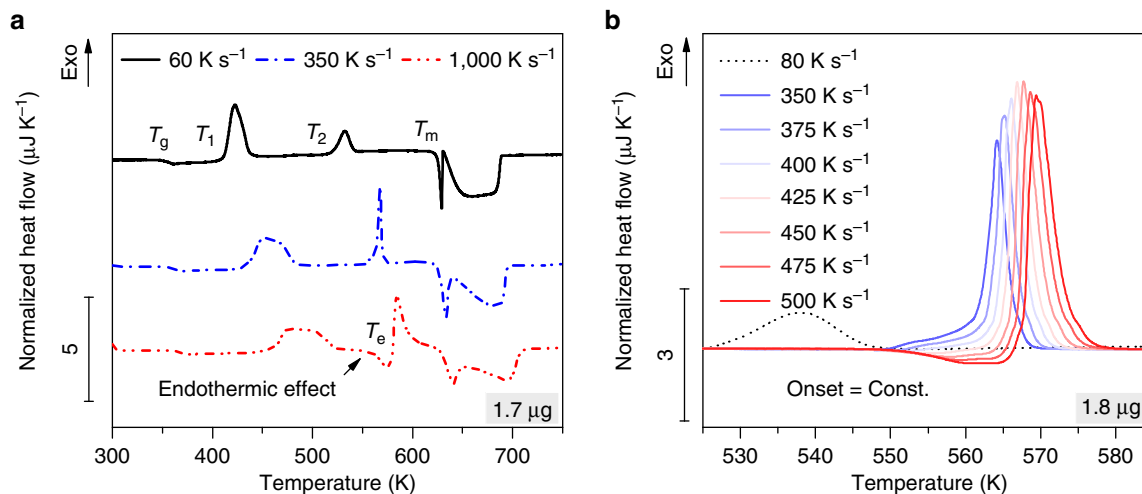 a
Exo
Normalized heat flow (μJ K⁻¹)
60 K s⁻¹ 350 K s⁻¹ 1,000 K s⁻¹
Tg T1 T2 Tm
Te
Endothermic effect
5
1.7 μg
300 400 500 600 700
Temperature (K)
b
Exo
Normalized heat flow (μJ K⁻¹)
80 K s⁻¹
350 K s⁻¹
375 K s⁻¹
400 K s⁻¹
425 K s⁻¹
450 K s⁻¹
475 K s⁻¹
500 K s⁻¹
3
Onset = Const.
1.8 μg
530 540 550 560 570 580
Temperature (K)